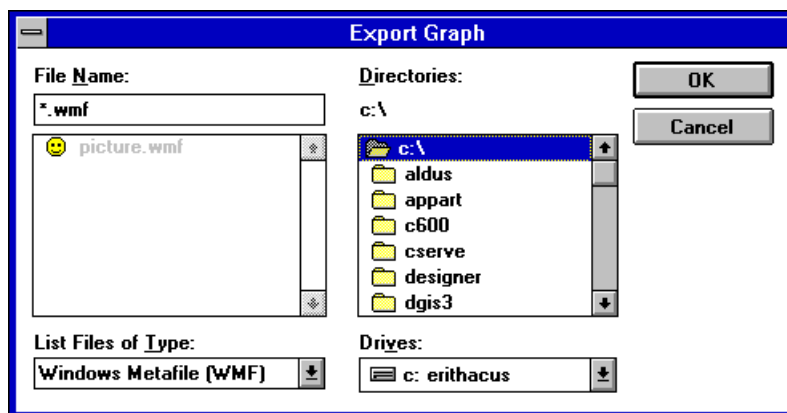 Export Graph
File Name:
*.wmf
picture.wmf
List Files of Type:
Windows Metafile (WMF)
Directories:
c:\
c:\
aldus
appart
c600
cserve
designer
dgis3
Drives:
c: erithacus
OK
Cancel